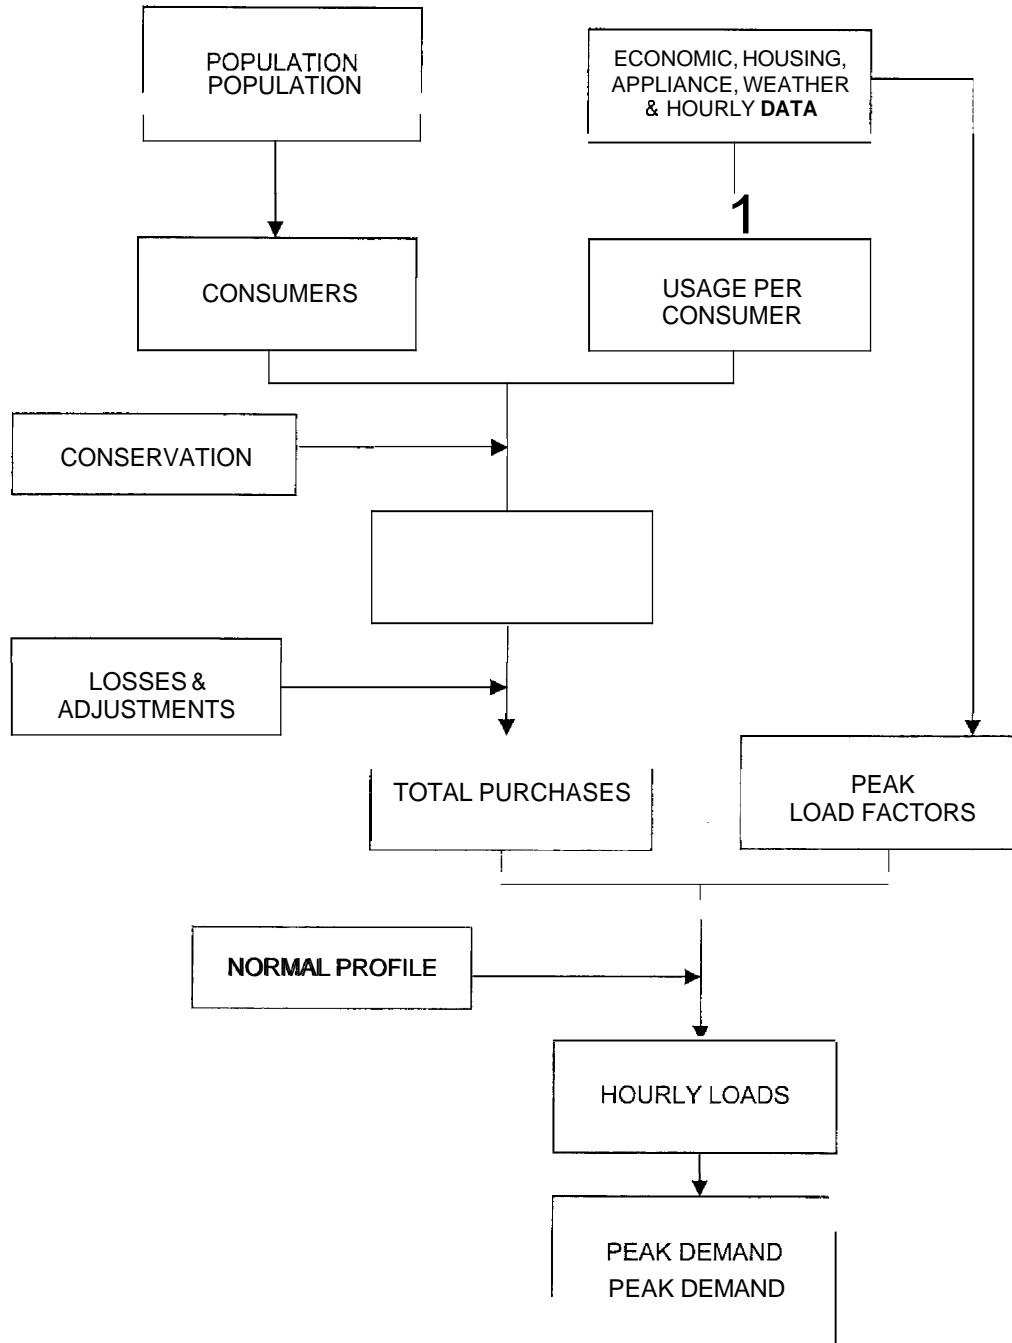 POPULATION
POPULATION
ECONOMIC, HOUSING,
APPLIANCE, WEATHER
& HOURLY DATA
1
CONSUMERS
USAGE PER
CONSUMER
CONSERVATION
LOSSES &
ADJUSTMENTS
TOTAL PURCHASES
PEAK
LOAD FACTORS
NORMAL PROFILE
HOURLY LOADS
PEAK DEMAND
PEAK DEMAND